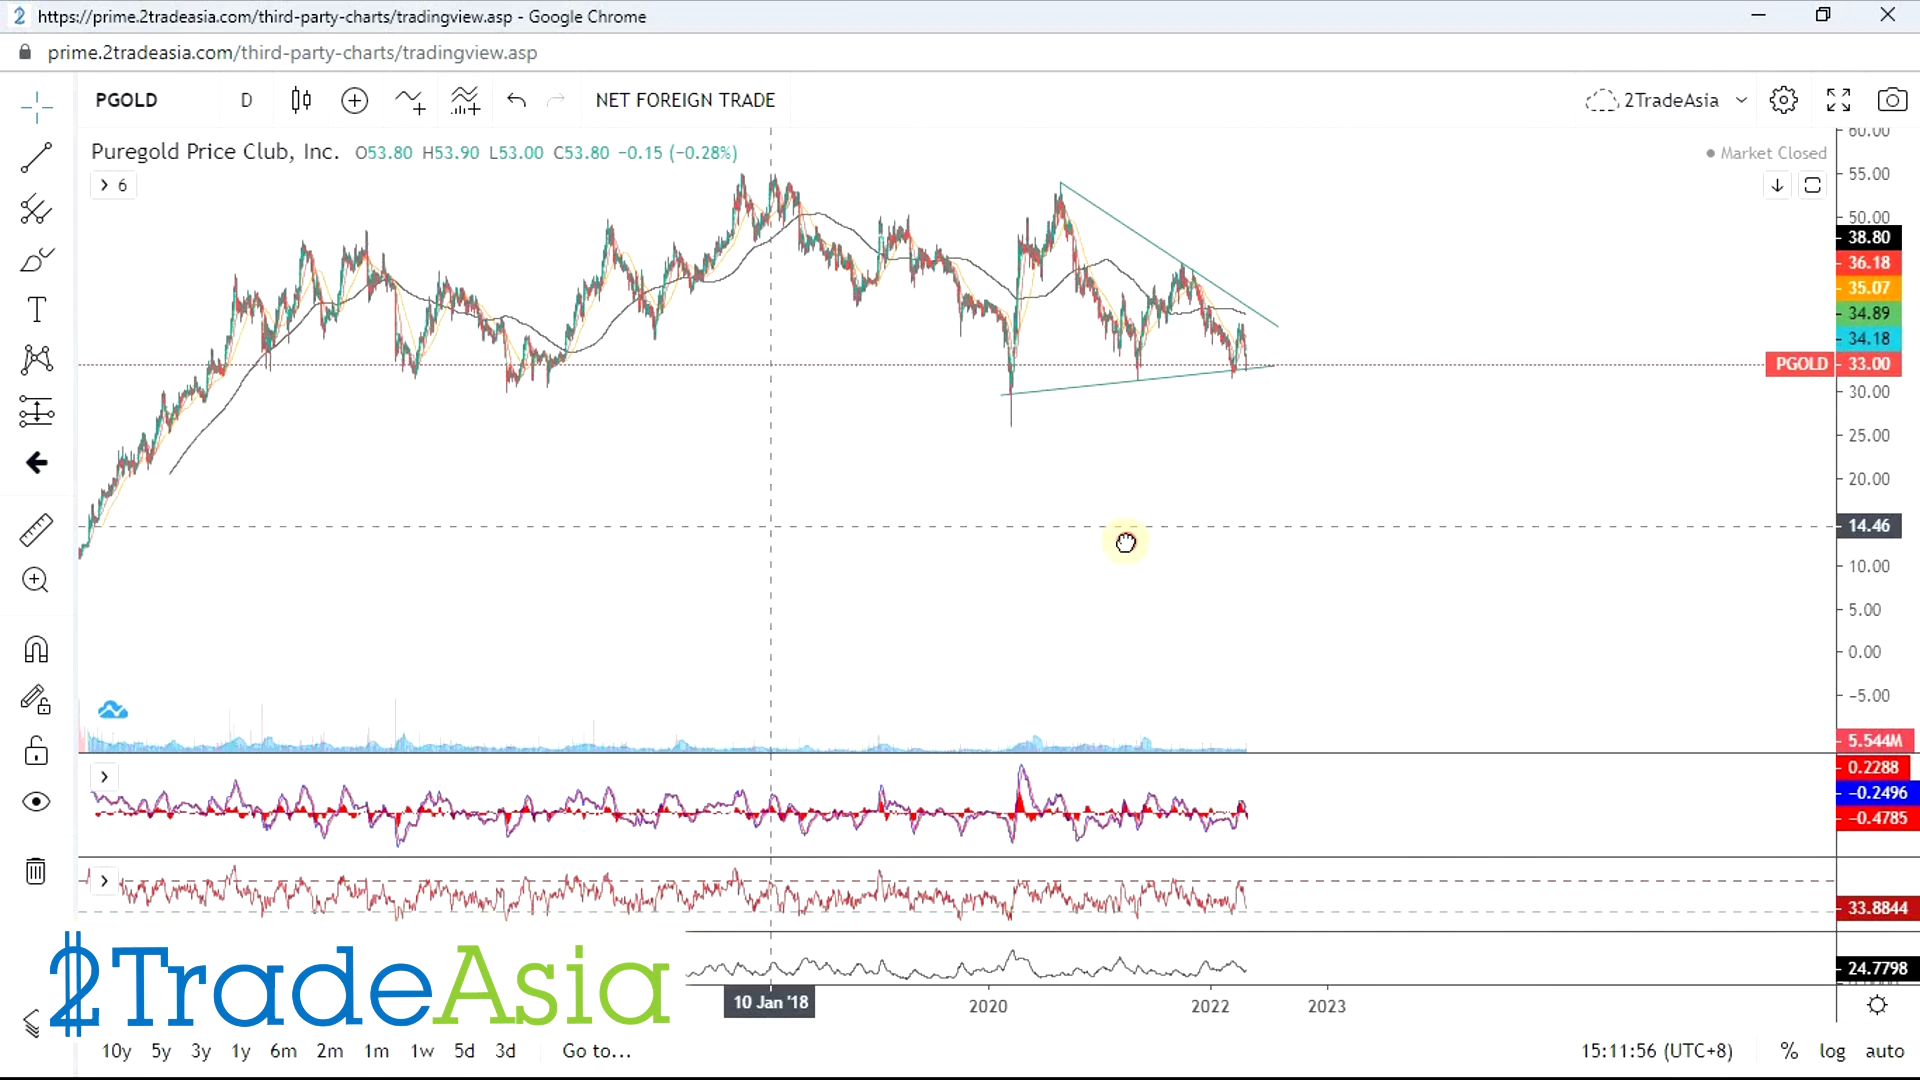 https://prime.2tradeasia.com/third-party-charts/tradingview.asp - Google Chrome
prime.2tradeasia.com/third-party-charts/tradingview.asp
PGOLD D NET FOREIGN TRADE 2TradeAsia
Puregold Price Club, Inc. O53.80 H53.90 L53.00 C53.80 −0.15 (−0.28%)
Market Closed
6
60.00
55.00
50.00
38.80
36.18
35.07
34.89
34.18
PGOLD 33.00
30.00
25.00
20.00
14.46
10.00
5.00
0.00
−5.00
5.544M
0.2288
−0.2496
−0.4785
33.8844
24.7798
2TradeAsia
10 Jan '18 2020 2022 2023
10y 5y 3y 1y 6m 2m 1m 1w 5d 3d Go to...
15:11:56 (UTC+8) % log auto